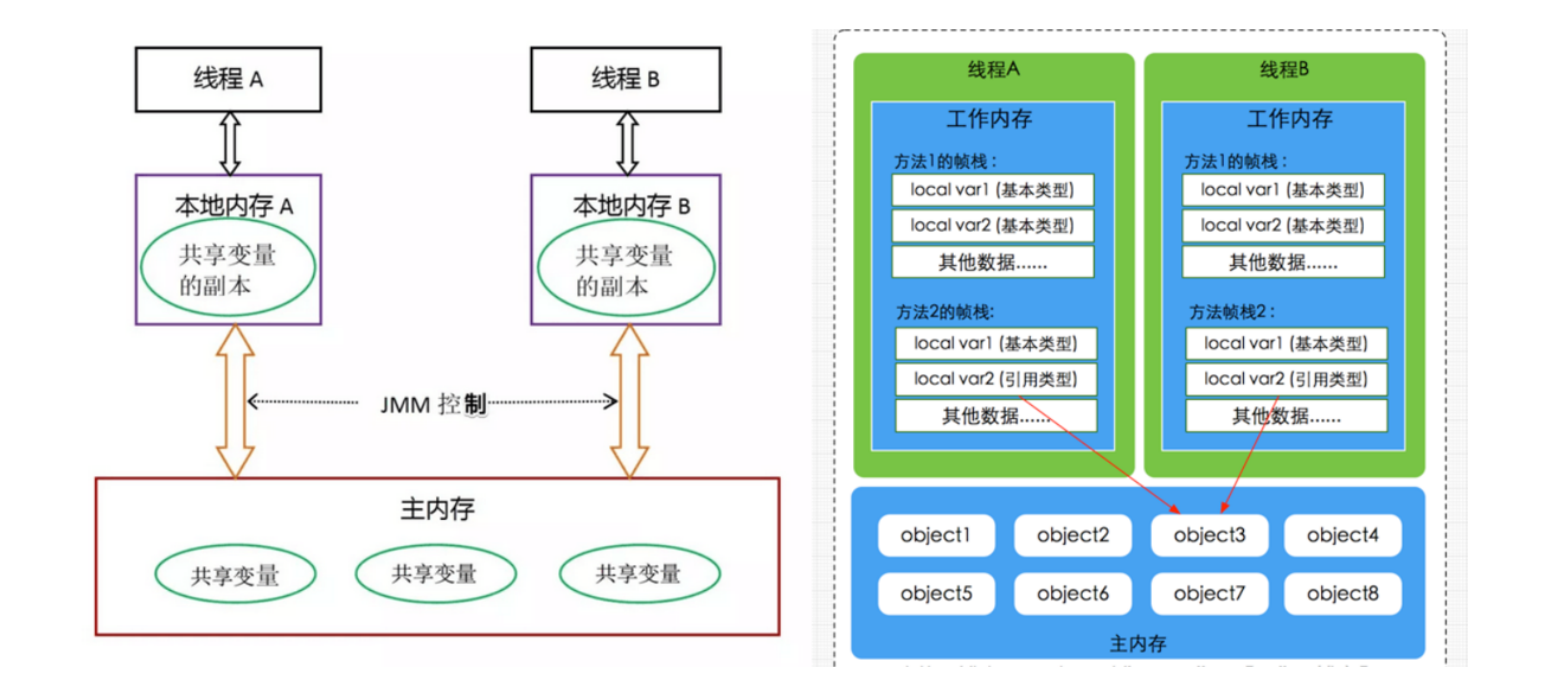 线程 A
线程 B
本地内存 A
共享变量
的副本
本地内存 B
共享变量
的副本
JMM 控制
主内存
共享变量
共享变量
共享变量
线程A
工作内存
方法1的帧栈：
local var1 (基本类型)
local var2 (基本类型)
其他数据......
方法2的帧栈:
local var1 (基本类型)
local var2 (引用类型)
其他数据......
线程B
工作内存
方法1的帧栈：
local var1 (基本类型)
local var2 (基本类型)
其他数据......
方法帧栈2：
local var1 (基本类型)
local var2 (引用类型)
其他数据......
object1
object2
object3
object4
object5
object6
object7
object8
主内存